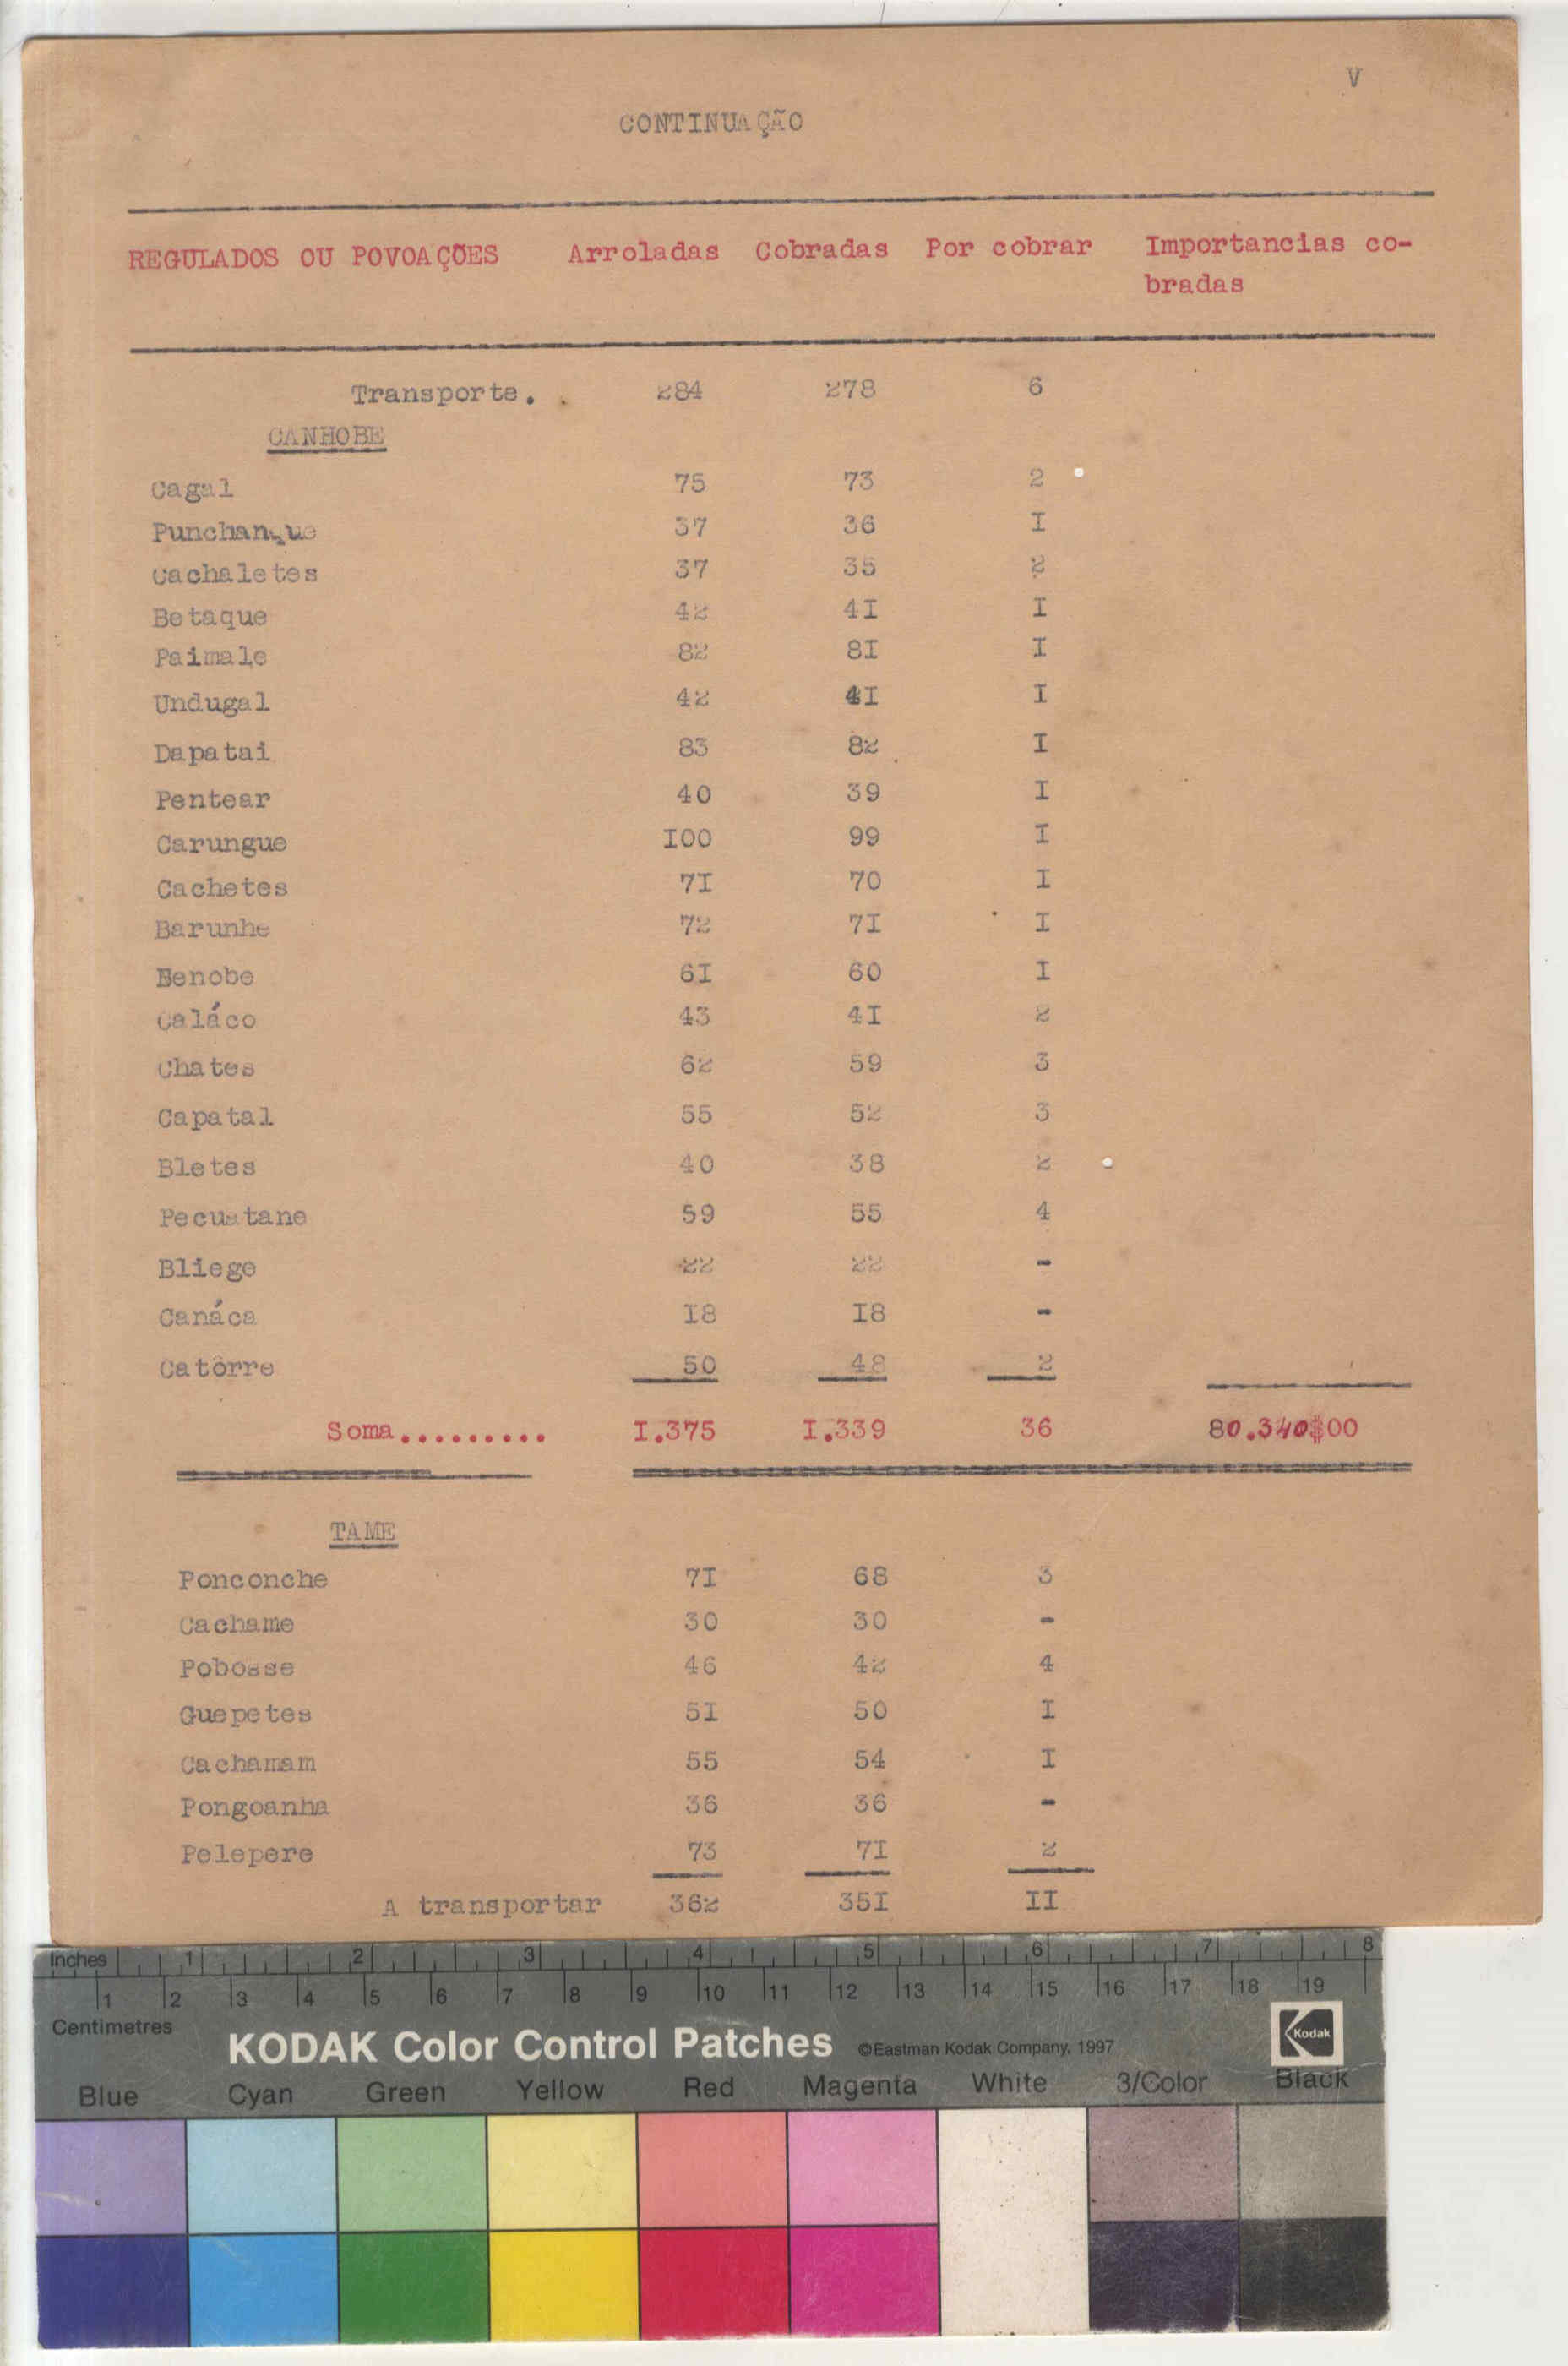 V
CONTINUAÇÃO
REGULADOS OU POVOAÇÕES Arroladas Cobradas Por cobrar Importancias co-
bradas
Transporte. . 284 278 6
CANHOBE
Cagal 75 73 2
Punchanque 37 36 I
Cachaletes 37 35 2
Betaque 42 4I I
Paimale 82 8I I
Undugal 42 4I I
Dapatai 83 82 I
Pentear 40 39 I
Carungue I00 99 I
Cachetes 7I 70 I
Barunhe 72 7I I
Benobe 6I 60 I
Caláco 43 4I 2
Chates 62 59 3
Capatal 55 52 3
Bletes 40 38 2
Pecuatane 59 55 4
Bliege 22 22 -
Canáca I8 I8 -
Catôrre 50 48 2
Soma......... I.375 I.339 36 80.340$00
TAME
Ponconche 7I 68 3
Cachame 30 30 -
Pobosse 46 42 4
Guepetes 5I 50 I
Cachamam 55 54 I
Pongoanha 36 36 -
Pelepere 73 7I 2
A transportar 362 35I II
Inches 1 2 3 4 5 6 7 8
1 2 3 4 5 6 7 8 9 10 11 12 13 14 15 16 17 18 19
Centimetres
KODAK Color Control Patches ©Eastman Kodak Company, 1997 Kodak
Blue Cyan Green Yellow Red Magenta White 3/Color Black